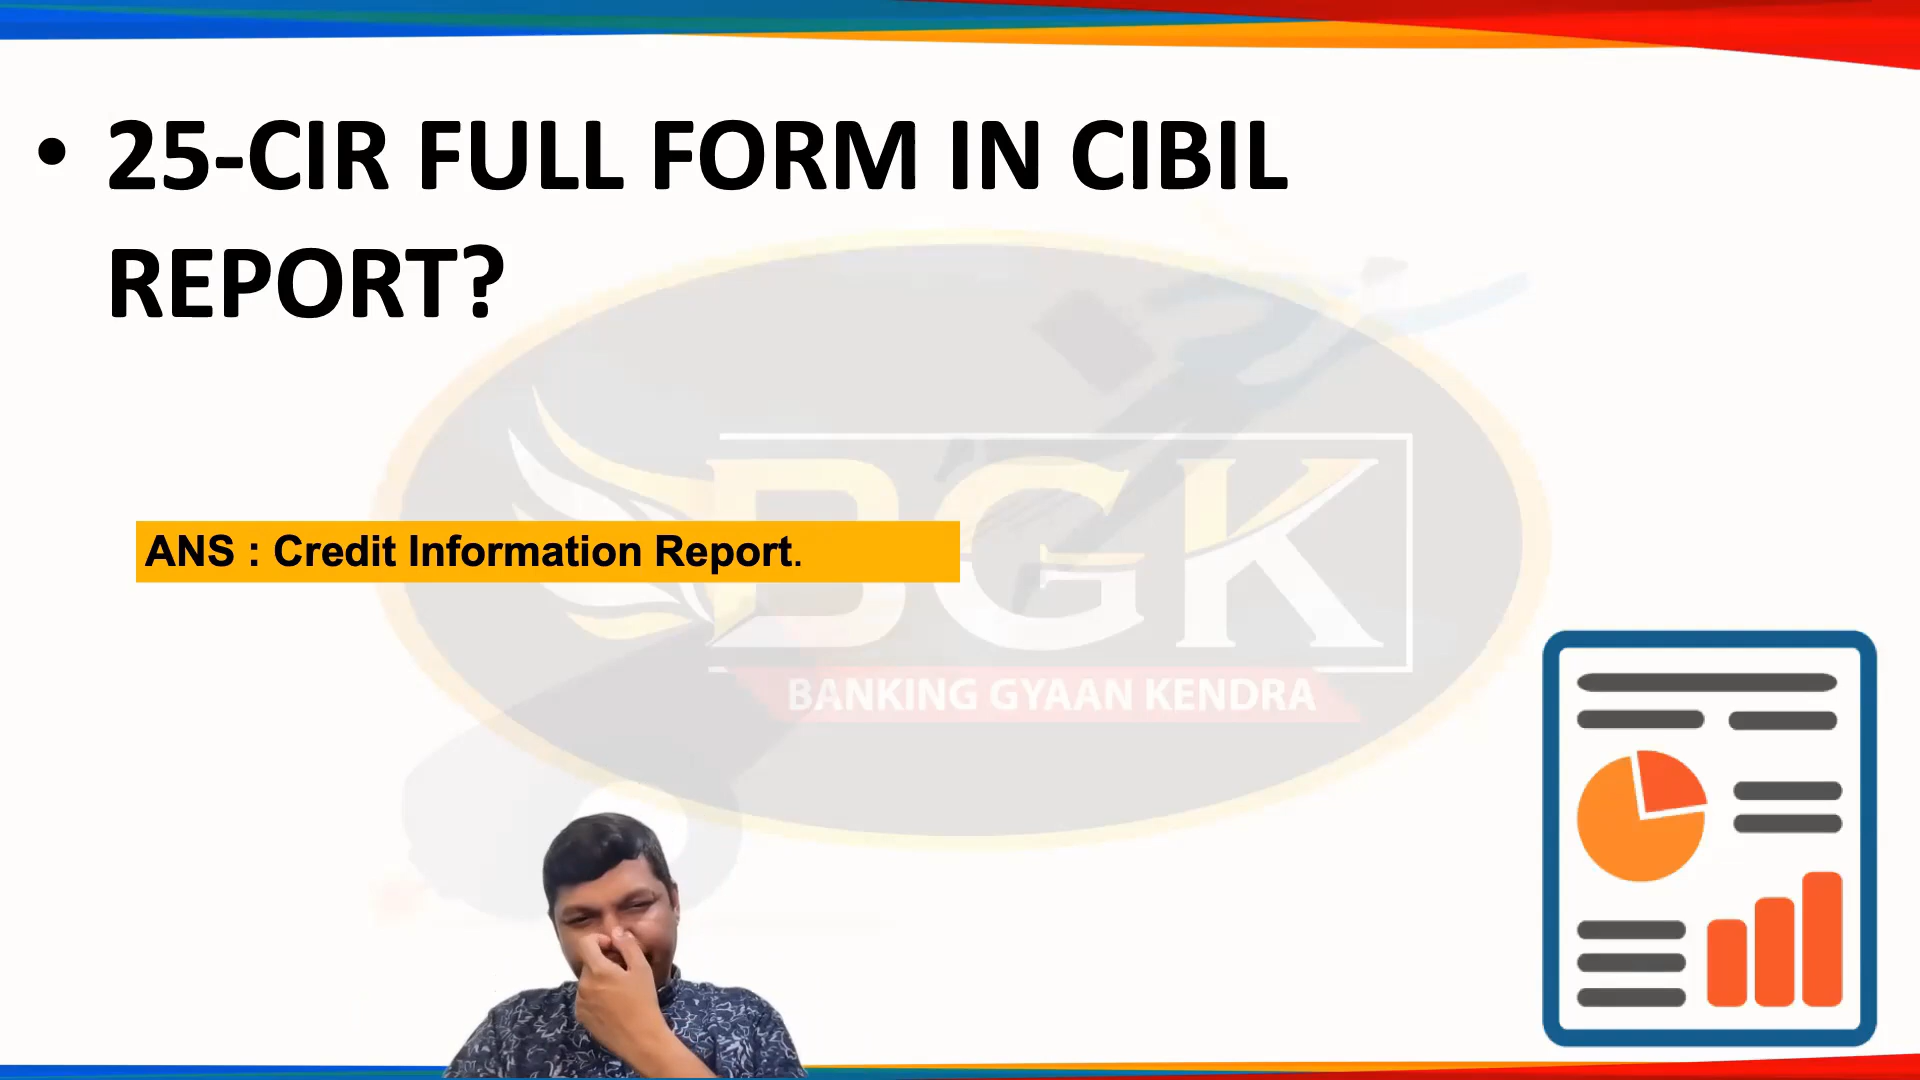 • 25-CIR FULL FORM IN CIBIL
REPORT?
ANS : Credit Information Report.
BGK
BANKING GYAAN KENDRA